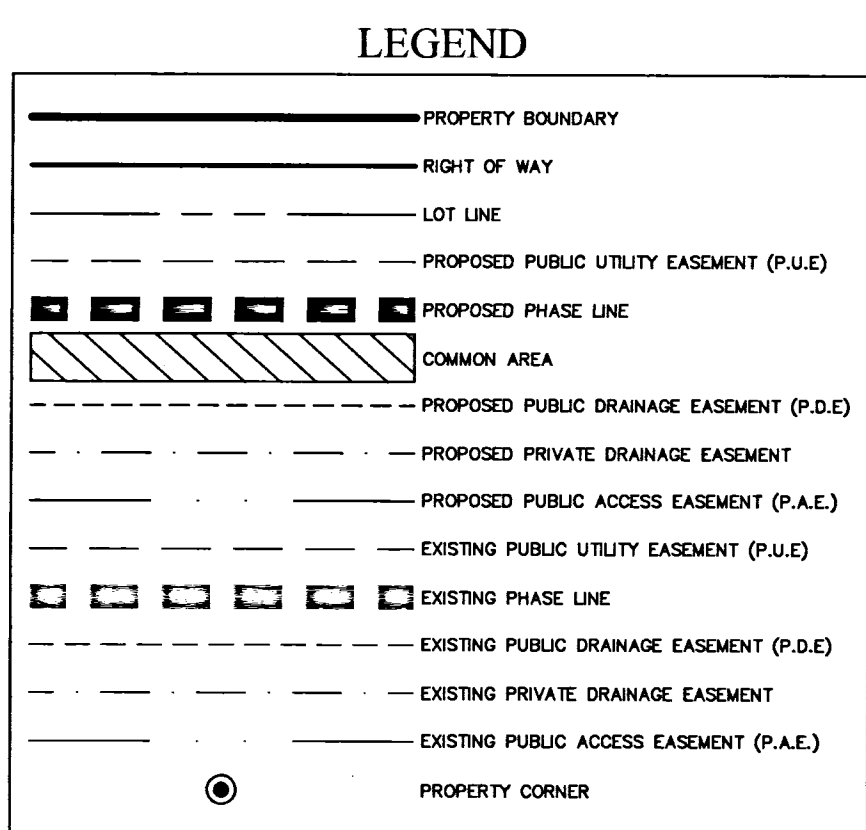 LEGEND
PROPERTY BOUNDARY
RIGHT OF WAY
LOT LINE
PROPOSED PUBLIC UTILITY EASEMENT (P.U.E)
PROPOSED PHASE LINE
COMMON AREA
PROPOSED PUBLIC DRAINAGE EASEMENT (P.D.E)
PROPOSED PRIVATE DRAINAGE EASEMENT
PROPOSED PUBLIC ACCESS EASEMENT (P.A.E.)
EXISTING PUBLIC UTILITY EASEMENT (P.U.E)
EXISTING PHASE LINE
EXISTING PUBLIC DRAINAGE EASEMENT (P.D.E)
EXISTING PRIVATE DRAINAGE EASEMENT
EXISTING PUBLIC ACCESS EASEMENT (P.A.E.)
PROPERTY CORNER